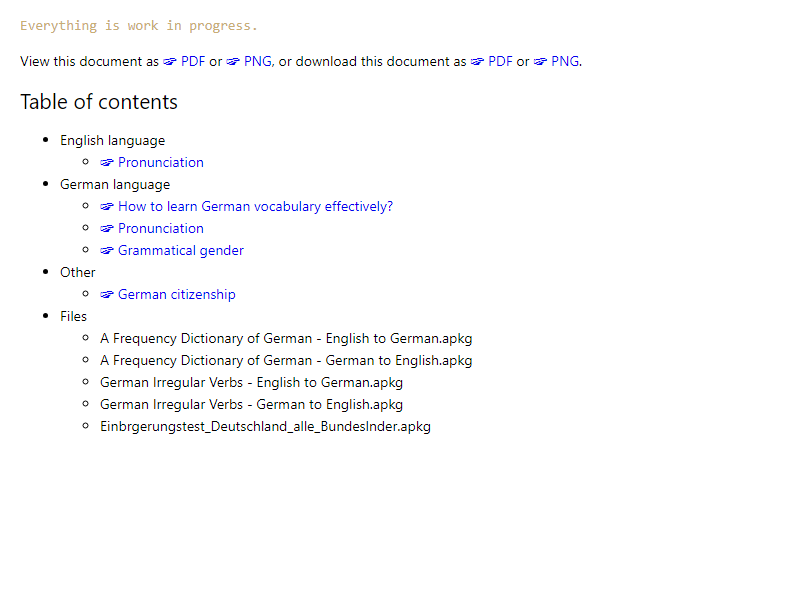 Everything is work in progress.
View this document as ☞ PDF or ☞ PNG, or download this document as ☞ PDF or ☞ PNG.
Table of contents
• English language
◦ ☞ Pronunciation
• German language
◦ ☞ How to learn German vocabulary effectively?
◦ ☞ Pronunciation
◦ ☞ Grammatical gender
• Other
◦ ☞ German citizenship
• Files
◦ A Frequency Dictionary of German - English to German.apkg
◦ A Frequency Dictionary of German - German to English.apkg
◦ German Irregular Verbs - English to German.apkg
◦ German Irregular Verbs - German to English.apkg
◦ Einbrgerungstest_Deutschland_alle_Bundeslnder.apkg